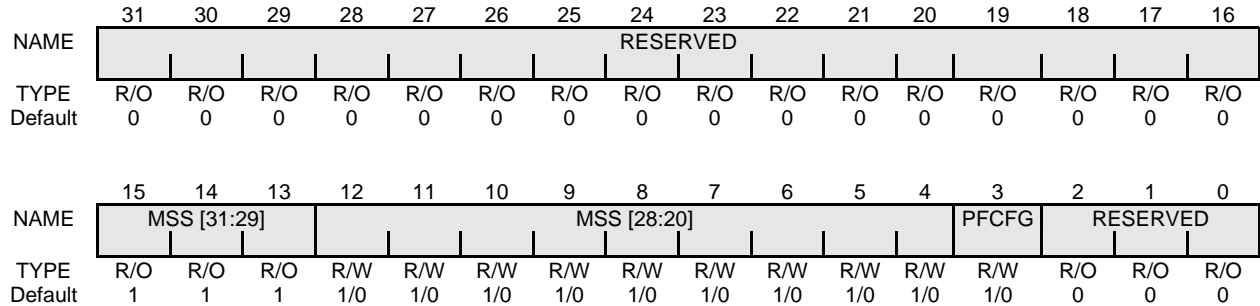 31 30 29 28 27 26 25 24 23 22 21 20 19 18 17 16
NAME RESERVED
TYPE R/O R/O R/O R/O R/O R/O R/O R/O R/O R/O R/O R/O R/O R/O R/O R/O
Default 0 0 0 0 0 0 0 0 0 0 0 0 0 0 0 0
15 14 13 12 11 10 9 8 7 6 5 4 3 2 1 0
NAME MSS [31:29] MSS [28:20] PFCFG RESERVED
TYPE R/O R/O R/O R/W R/W R/W R/W R/W R/W R/W R/W R/W R/W R/O R/O R/O
Default 1 1 1 1/0 1/0 1/0 1/0 1/0 1/0 1/0 1/0 1/0 1/0 0 0 0